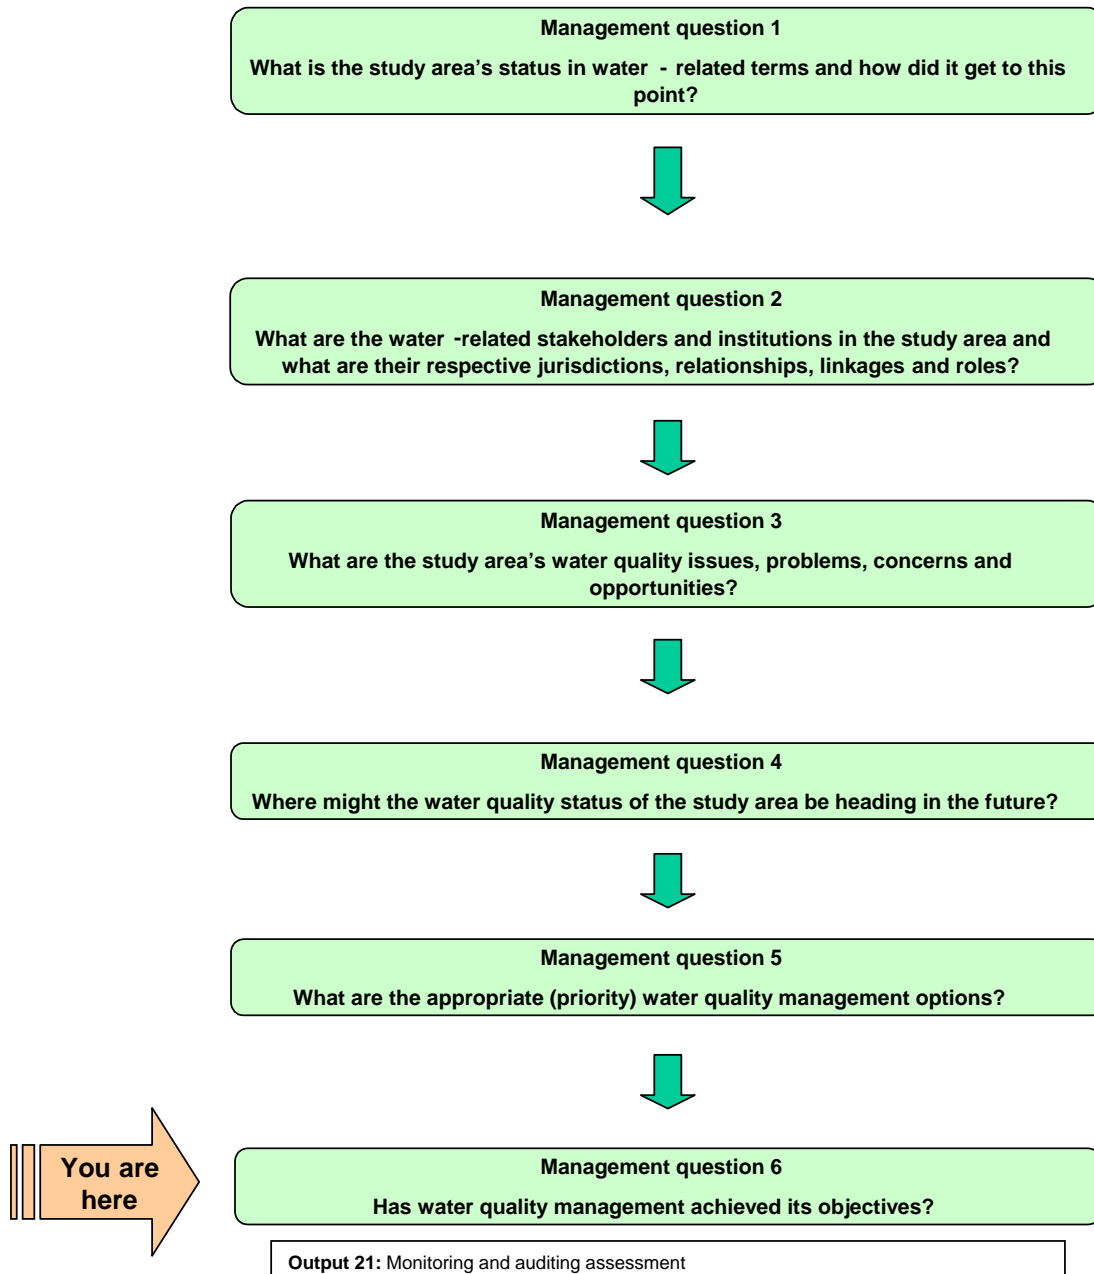 Management question 1
What is the study area’s status in water - related terms and how did it get to this
point?
Management question 2
What are the water -related stakeholders and institutions in the study area and
what are their respective jurisdictions, relationships, linkages and roles?
Management question 3
What are the study area’s water quality issues, problems, concerns and
opportunities?
Management question 4
Where might the water quality status of the study area be heading in the future?
Management question 5
What are the appropriate (priority) water quality management options?
You are
here
Management question 6
Has water quality management achieved its objectives?
Output 21: Monitoring and auditing assessment